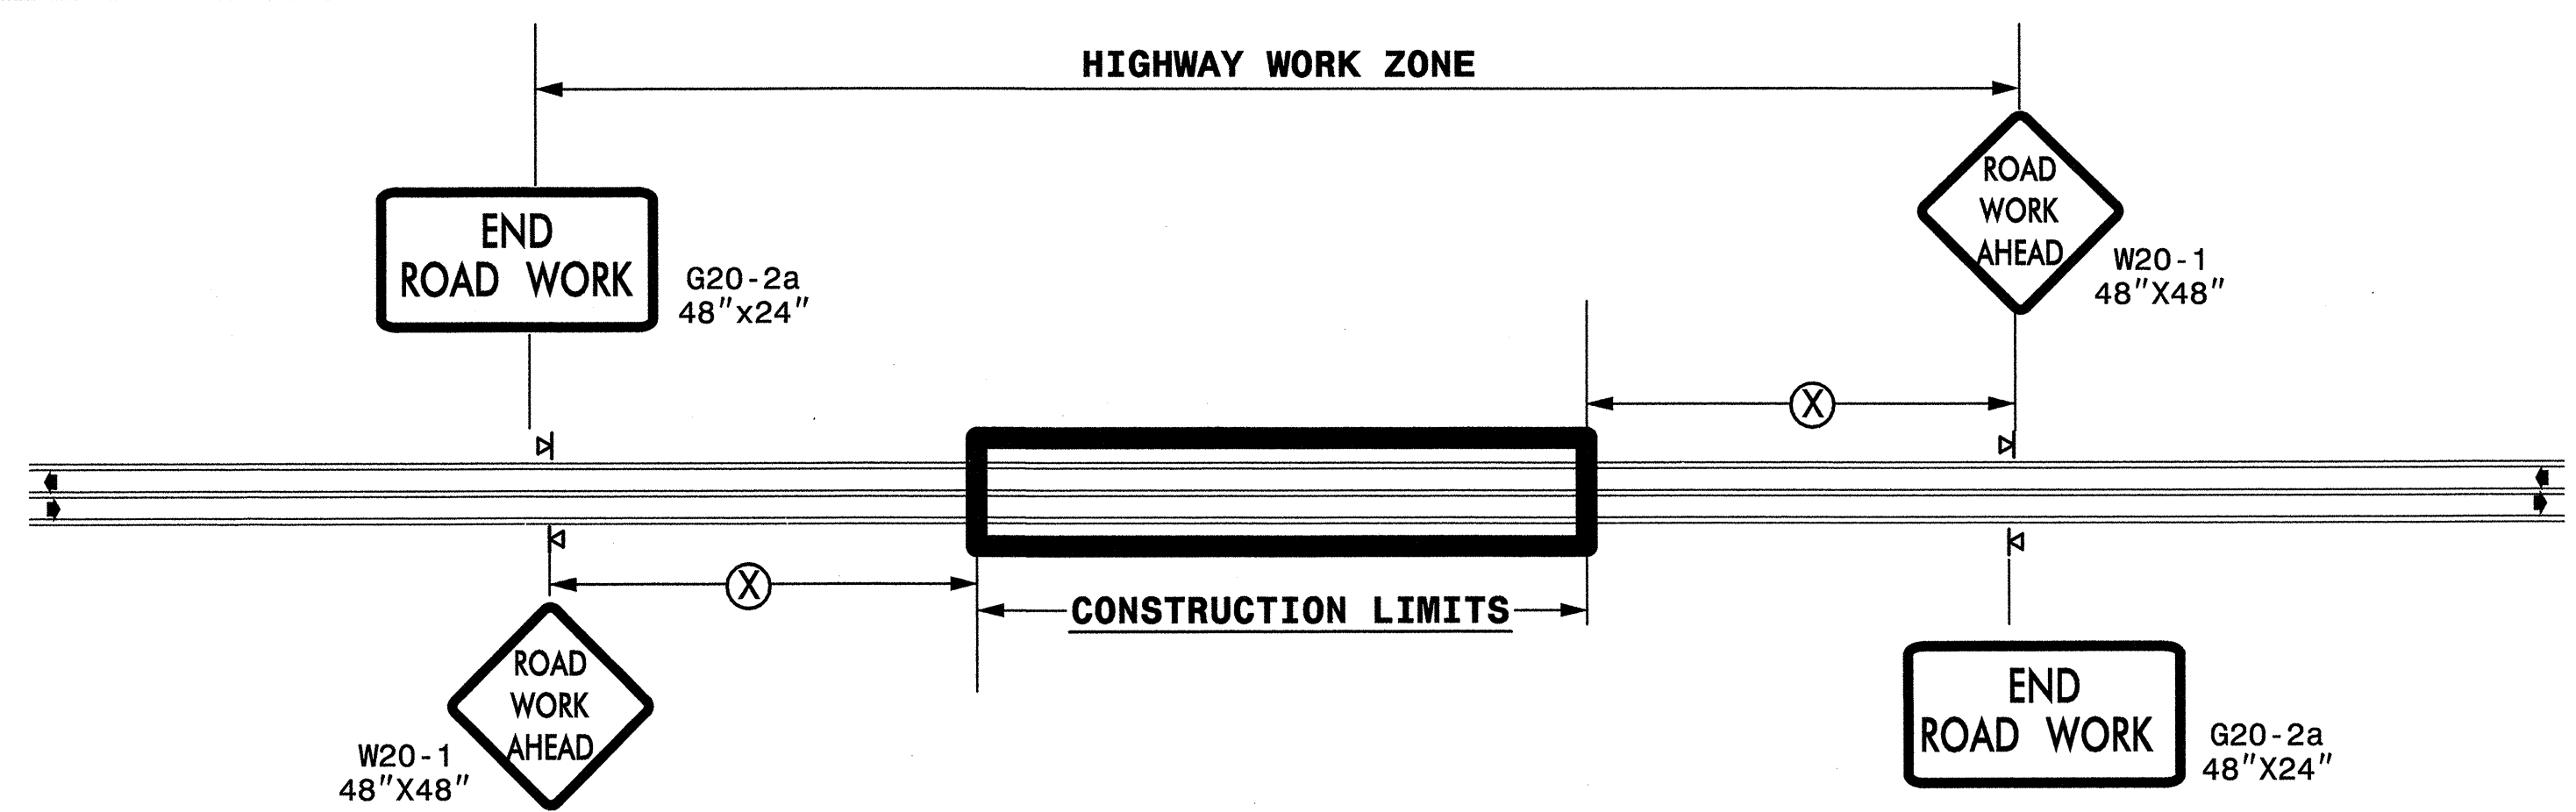 HIGHWAY WORK ZONE
END
ROAD WORK
G20-2a
48"x24"
ROAD
WORK
AHEAD
W20-1
48"X48"
X
X
CONSTRUCTION LIMITS
ROAD
WORK
AHEAD
W20-1
48"X48"
END
ROAD WORK
G20-2a
48"X24"